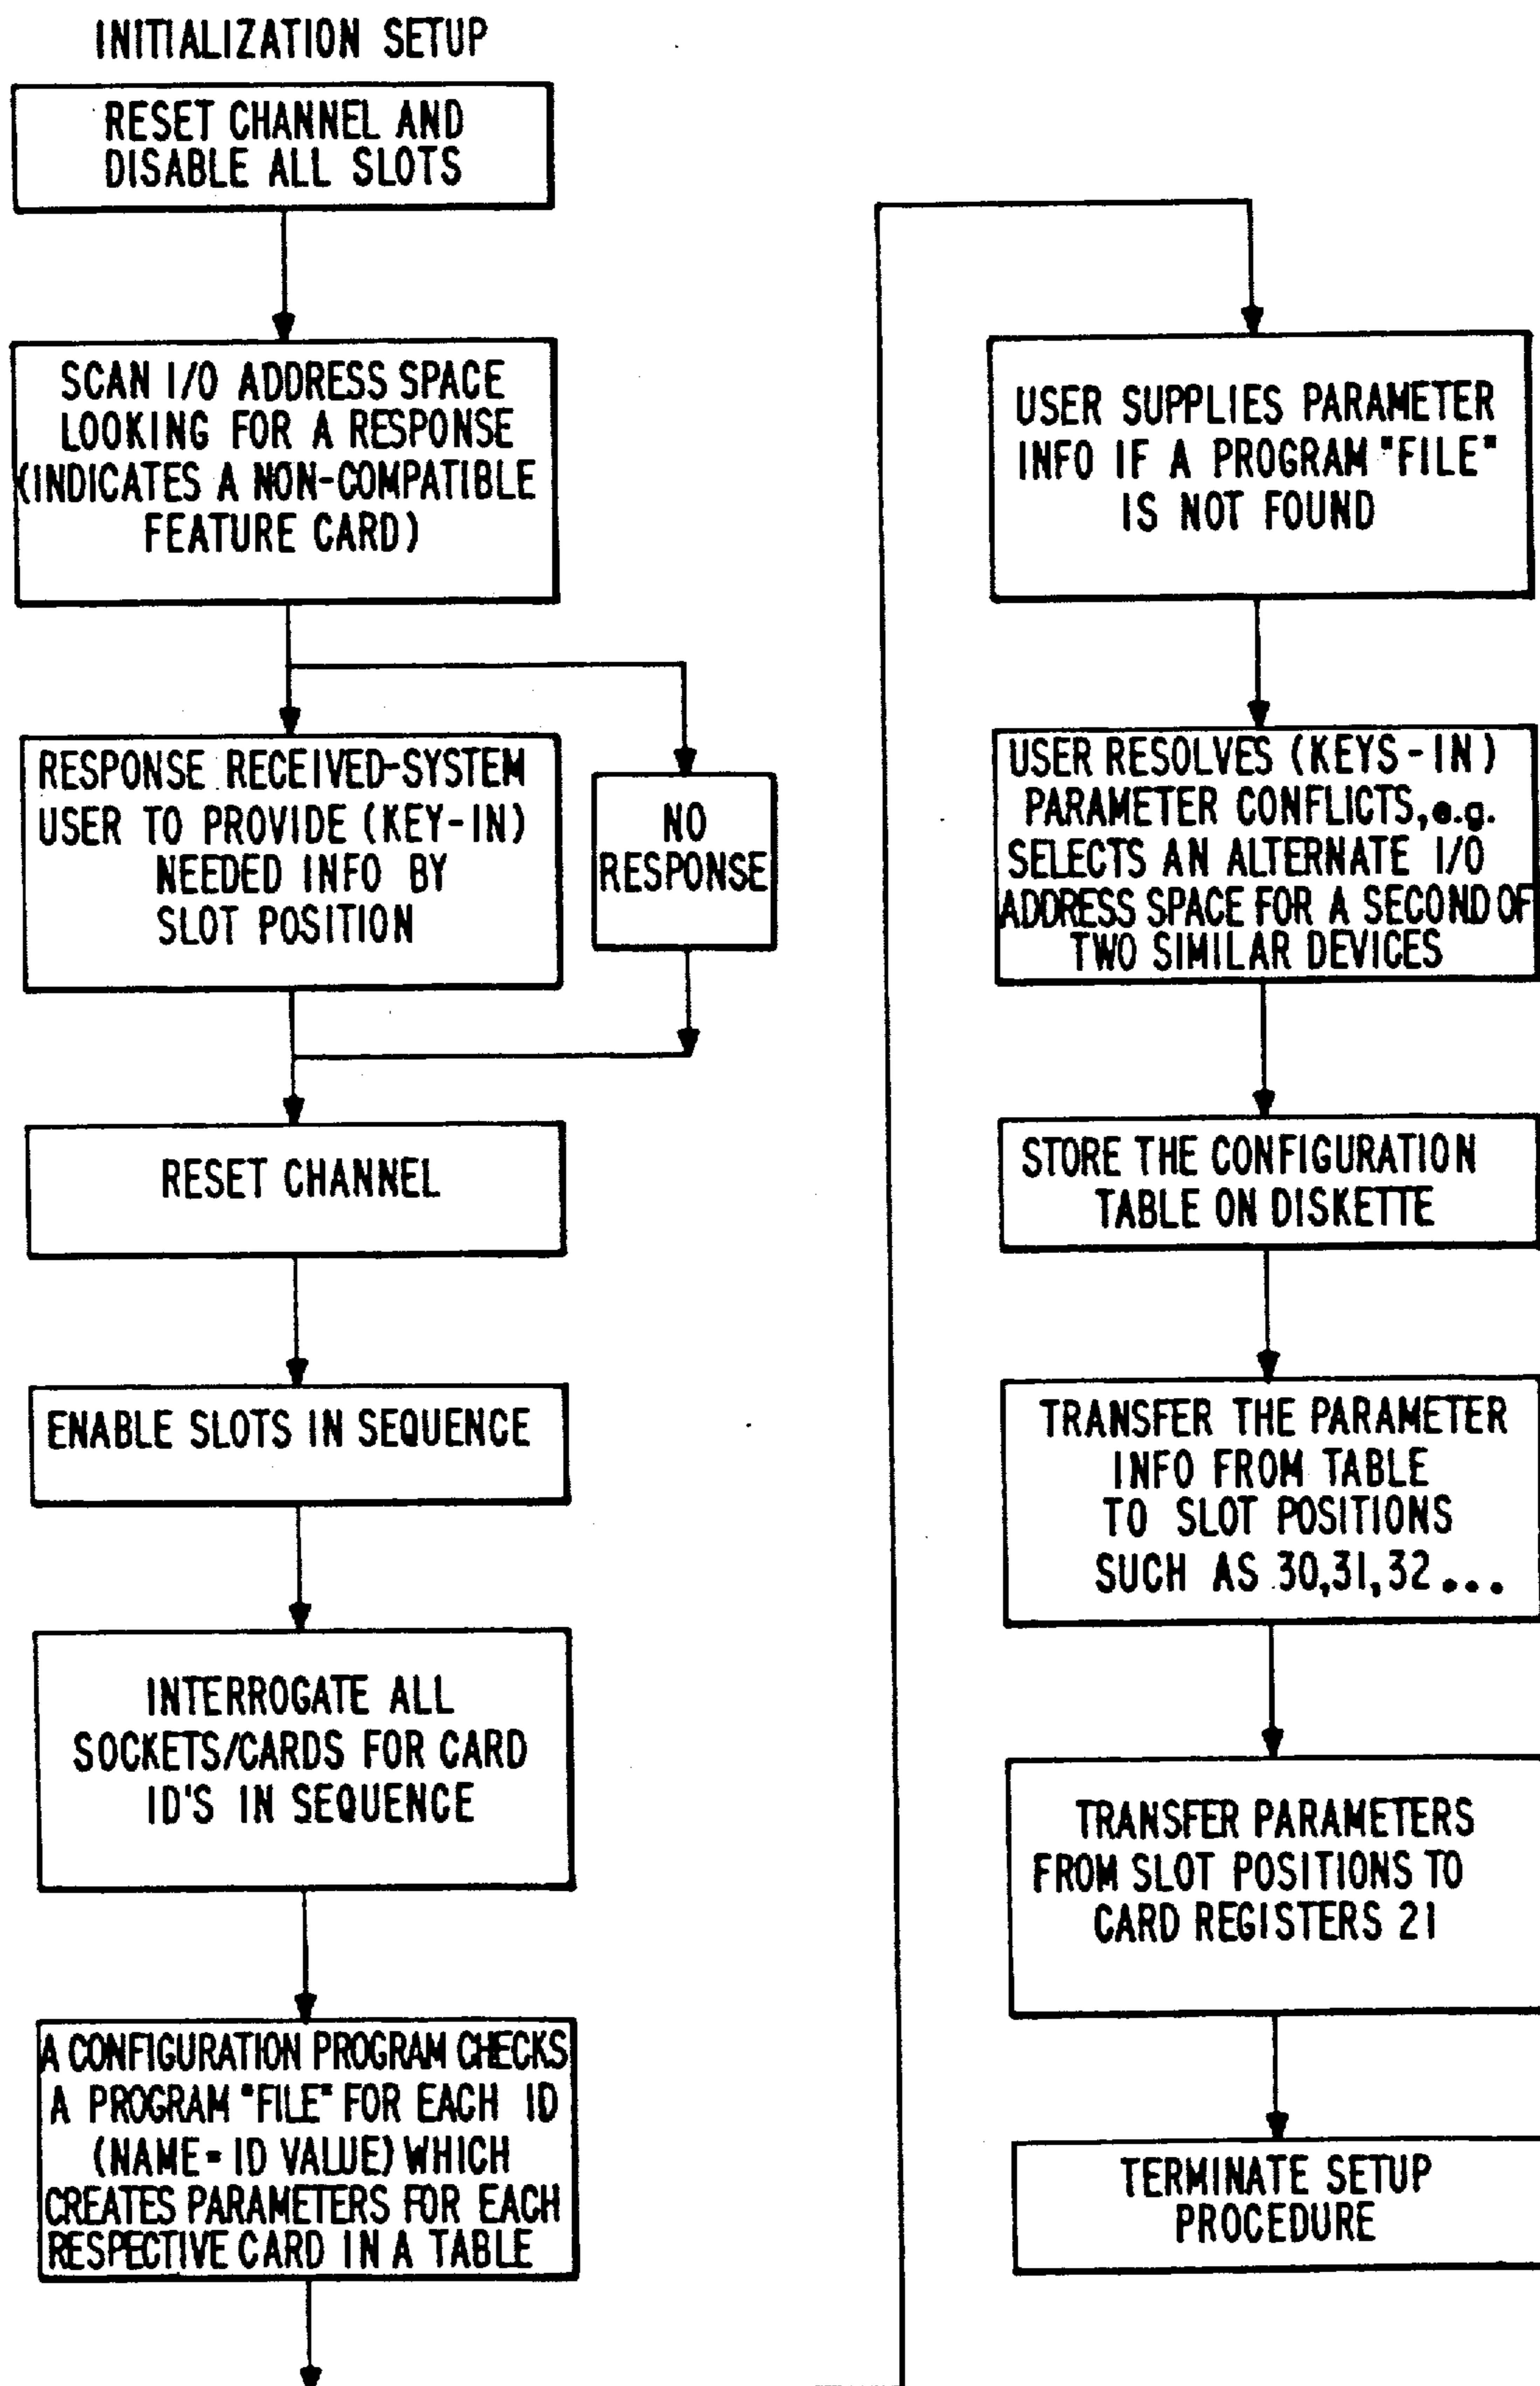 INITIALIZATION SETUP
RESET CHANNEL AND
DISABLE ALL SLOTS
SCAN I/O ADDRESS SPACE
LOOKING FOR A RESPONSE
(INDICATES A NON-COMPATIBLE
FEATURE CARD)
RESPONSE RECEIVED-SYSTEM
USER TO PROVIDE (KEY-IN)
NEEDED INFO BY
SLOT POSITION
NO
RESPONSE
RESET CHANNEL
ENABLE SLOTS IN SEQUENCE
INTERROGATE ALL
SOCKETS/CARDS FOR CARD
ID'S IN SEQUENCE
A CONFIGURATION PROGRAM CHECKS
A PROGRAM "FILE" FOR EACH ID
(NAME=ID VALUE) WHICH
CREATES PARAMETERS FOR EACH
RESPECTIVE CARD IN A TABLE
USER SUPPLIES PARAMETER
INFO IF A PROGRAM "FILE"
IS NOT FOUND
USER RESOLVES (KEYS-IN)
PARAMETER CONFLICTS, e.g.
SELECTS AN ALTERNATE I/O
ADDRESS SPACE FOR A SECOND OF
TWO SIMILAR DEVICES
STORE THE CONFIGURATION
TABLE ON DISKETTE
TRANSFER THE PARAMETER
INFO FROM TABLE
TO SLOT POSITIONS
SUCH AS 30,31,32...
TRANSFER PARAMETERS
FROM SLOT POSITIONS TO
CARD REGISTERS 21
TERMINATE SETUP
PROCEDURE